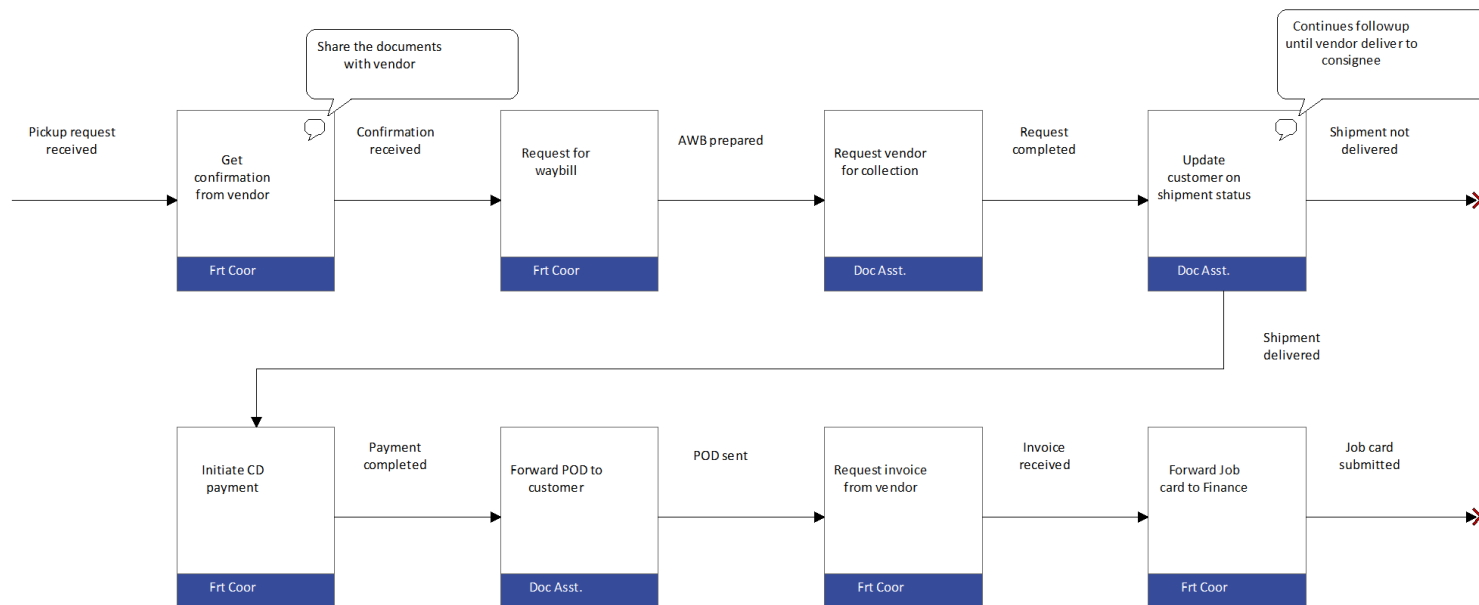 Share the documents
with vendor
Continues followup
until vendor deliver to
consignee
Pickup request
received
Get
confirmation
from vendor
Frt Coor
Confirmation
received
Request for
waybill
Frt Coor
AWB prepared
Request vendor
for collection
Doc Asst.
Request
completed
Update
customer on
shipment status
Doc Asst.
Shipment not
delivered
Shipment
delivered
Initiate CD
payment
Frt Coor
Payment
completed
Forward POD to
customer
Doc Asst.
POD sent
Request invoice
from vendor
Frt Coor
Invoice
received
Forward Job
card to Finance
Frt Coor
Job card
submitted